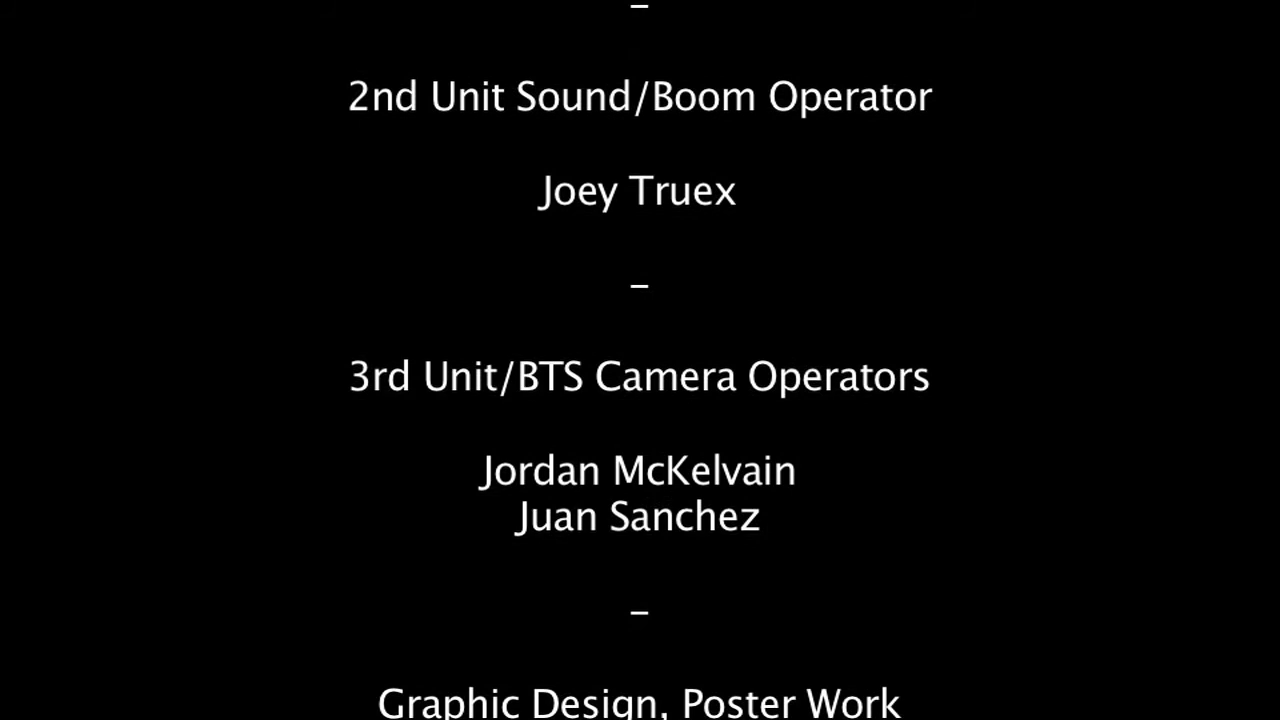 –
2nd Unit Sound/Boom Operator
Joey Truex
–
3rd Unit/BTS Camera Operators
Jordan McKelvain
Juan Sanchez
–
Graphic Design, Poster Work